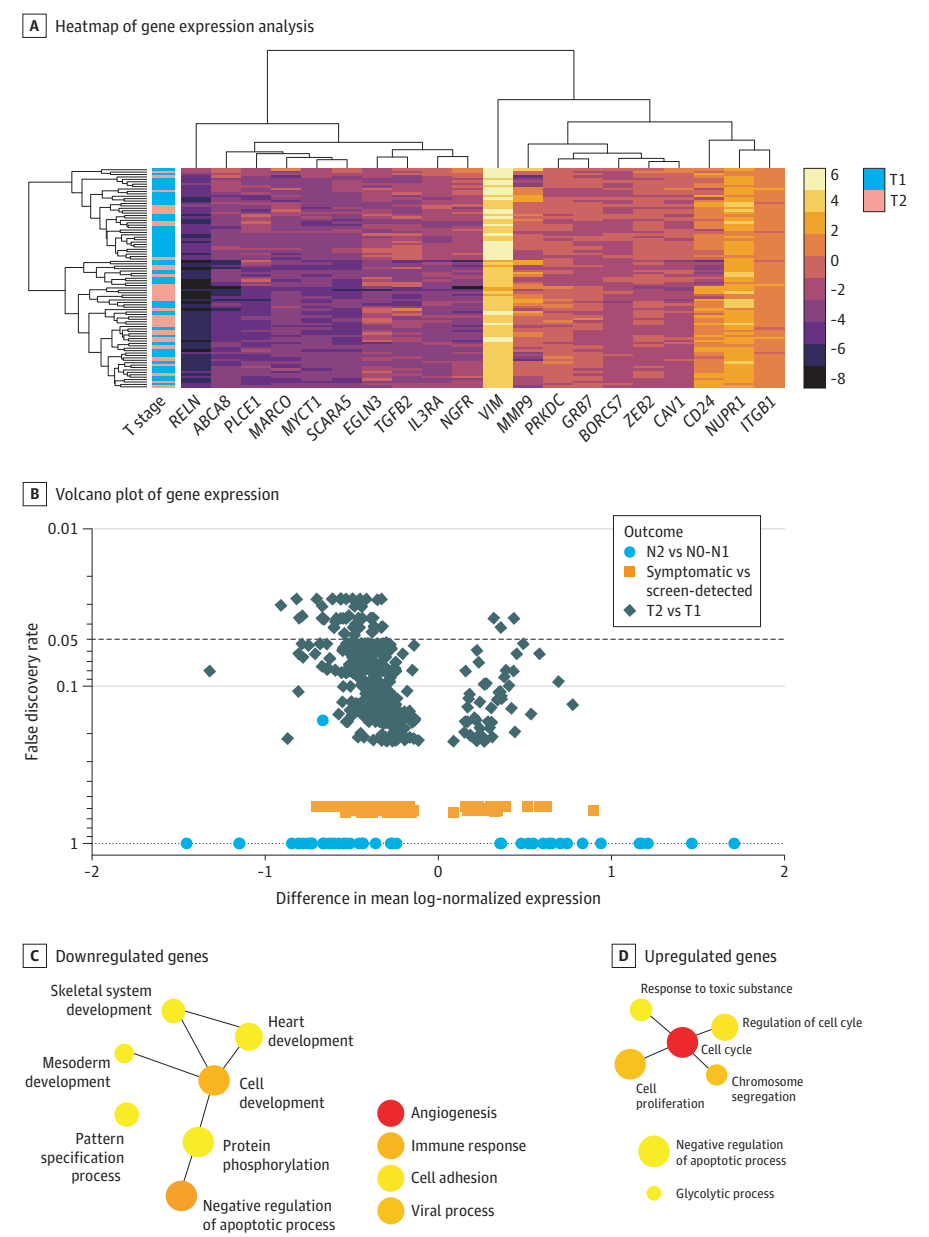 A Heatmap of gene expression analysis
6
4
2
0
-2
-4
-6
-8
T1
T2
T stage
RELN
ABCA8
PLCE1
MARCO
MYCT1
SCARA5
EGLN3
TGFB2
IL3RA
NGFR
VIM
MMP9
PRKDC
GRB7
BORCS7
ZEB2
CAV1
CD24
NUPR1
ITGB1
B Volcano plot of gene expression
False discovery rate
0.01
0.05
0.1
1
-2
-1
0
1
2
Difference in mean log-normalized expression
Outcome
N2 vs N0-N1
Symptomatic vs
screen-detected
T2 vs T1
C Downregulated genes
Skeletal system
development
Heart
development
Mesoderm
development
Cell
development
Pattern
specification
process
Protein
phosphorylation
Negative regulation
of apoptotic process
Angiogenesis
Immune response
Cell adhesion
Viral process
D Upregulated genes
Response to toxic substance
Regulation of cell cyle
Cell cycle
Cell
proliferation
Chromosome
segregation
Negative regulation
of apoptotic process
Glycolytic process